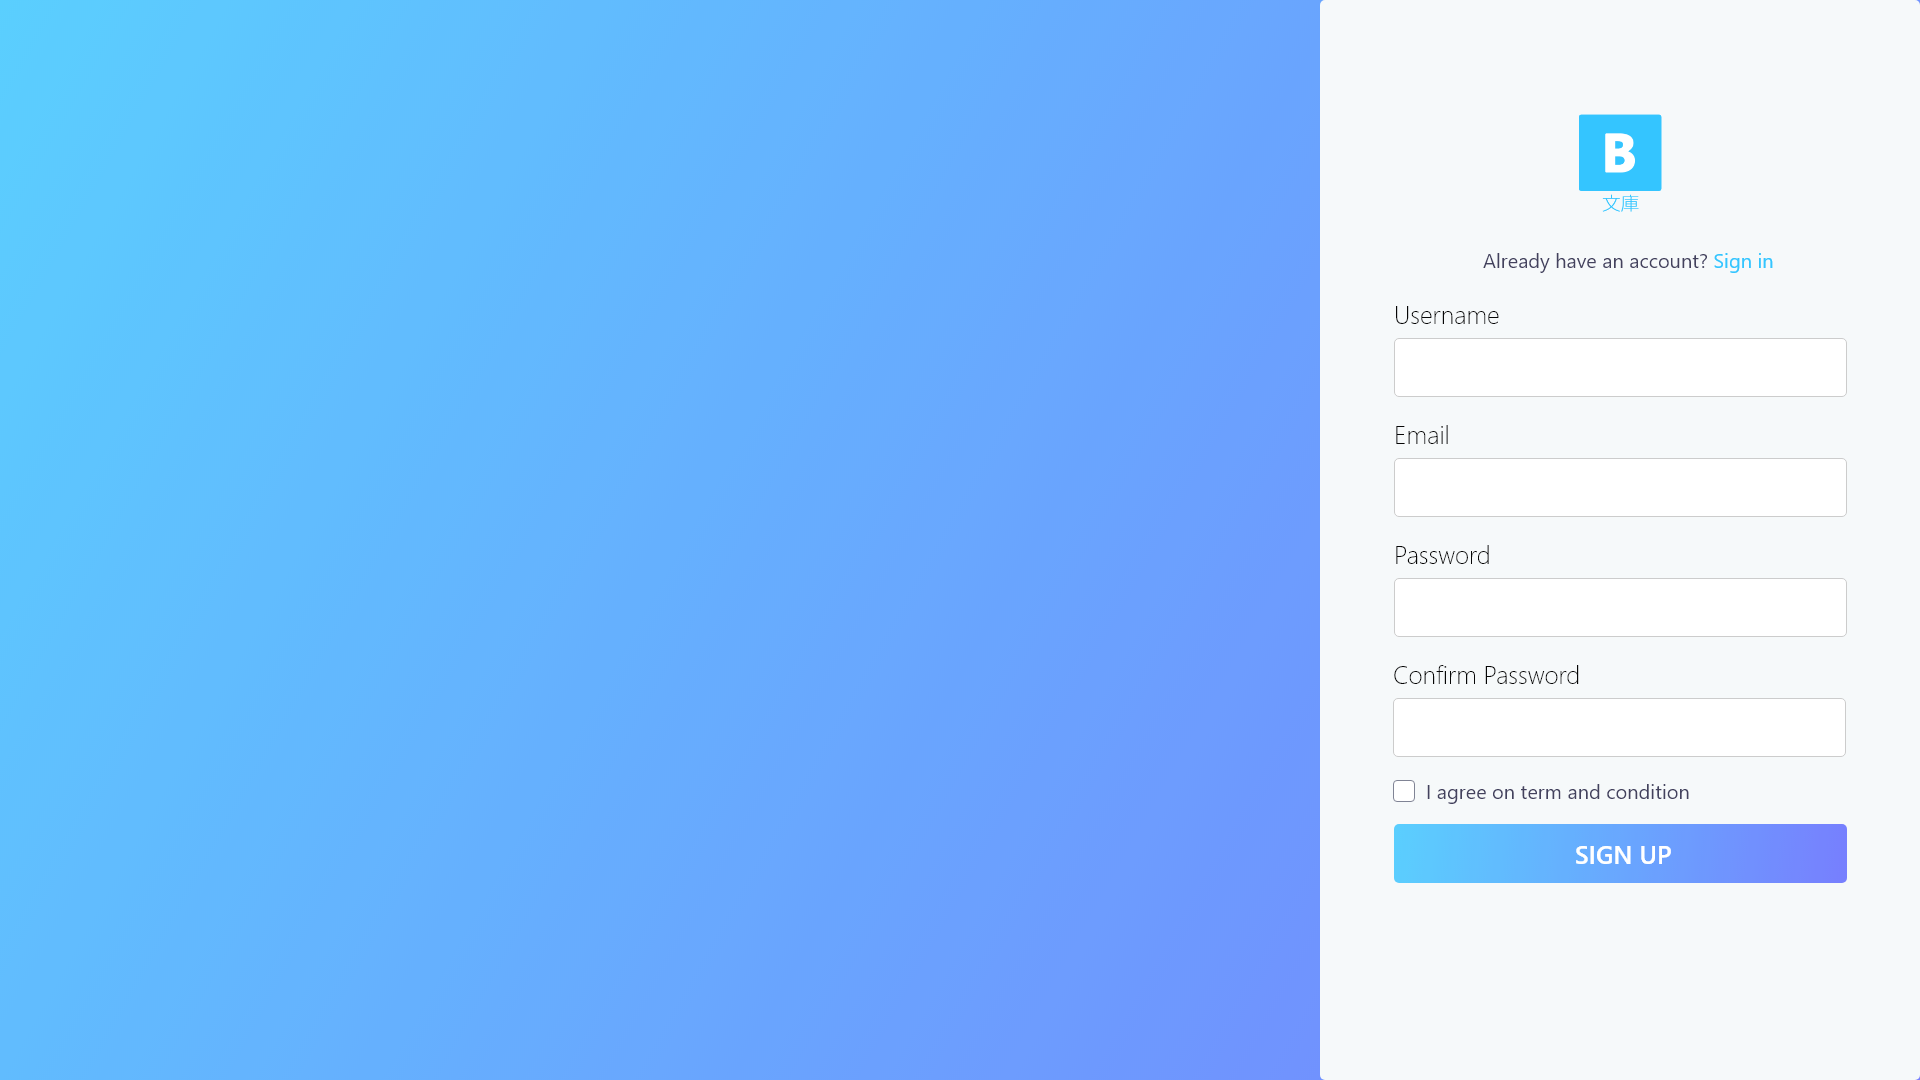 B
文庫
Already have an account? Sign in
Username
Email
Password
Confirm Password
I agree on term and condition
SIGN UP